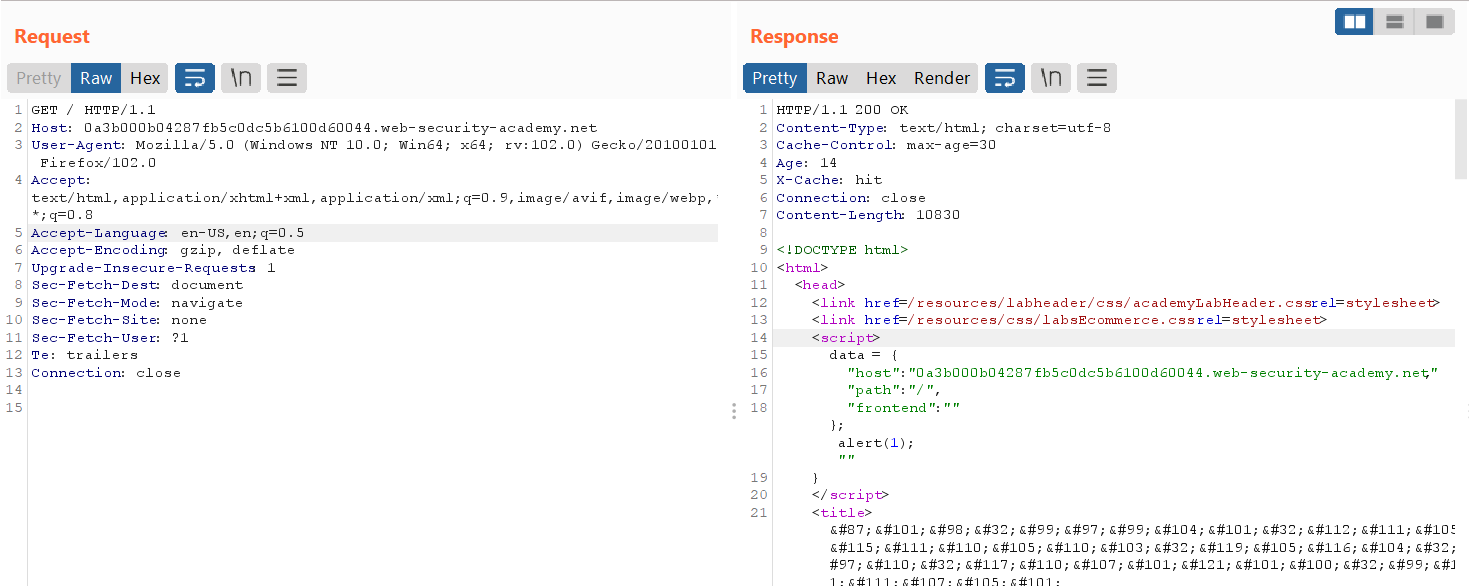 Request
Response
Pretty Raw Hex \n
Pretty Raw Hex Render \n
1 GET / HTTP/1.1
2 Host: 0a3b000b04287fb5c0dc5b6100d60044.web-security-academy.net
3 User-Agent: Mozilla/5.0 (Windows NT 10.0; Win64; x64; rv:102.0) Gecko/20100101
Firefox/102.0
4 Accept:
text/html,application/xhtml+xml,application/xml;q=0.9,image/avif,image/webp,
*;q=0.8
5 Accept-Language: en-US,en;q=0.5
6 Accept-Encoding: gzip, deflate
7 Upgrade-Insecure-Requests 1
8 Sec-Fetch-Dest: document
9 Sec-Fetch-Mode: navigate
10 Sec-Fetch-Site: none
11 Sec-Fetch-User: ?1
12 Te: trailers
13 Connection: close
14
15
1 HTTP/1.1 200 OK
2 Content-Type: text/html; charset=utf-8
3 Cache-Control: max-age=30
4 Age: 14
5 X-Cache: hit
6 Connection: close
7 Content-Length: 10830
8
9 <!DOCTYPE html>
10 <html>
11 <head>
12 <link href=/resources/labheader/css/academyLabHeader.cssrel=stylesheet>
13 <link href=/resources/css/labsEcommerce.cssrel=stylesheet>
14 <script>
15 data = {
16 "host":"0a3b000b04287fb5c0dc5b6100d60044.web-security-academy.net,"
17 "path":"/",
18 "frontend":""
};
alert(1);
""
19 }
20 </script>
21 <title>
&#87;&#101;&#98;&#32;&#99;&#97;&#99;&#104;&#101;&#32;&#112;&#111;&#105
&#115;&#111;&#110;&#105;&#110;&#103;&#32;&#119;&#105;&#116;&#104;&#32;
#97;&#110;&#32;&#117;&#110;&#107;&#101;&#121;&#101;&#100;&#32;&#99;&#1
1;&#111;&#107;&#105;&#101;